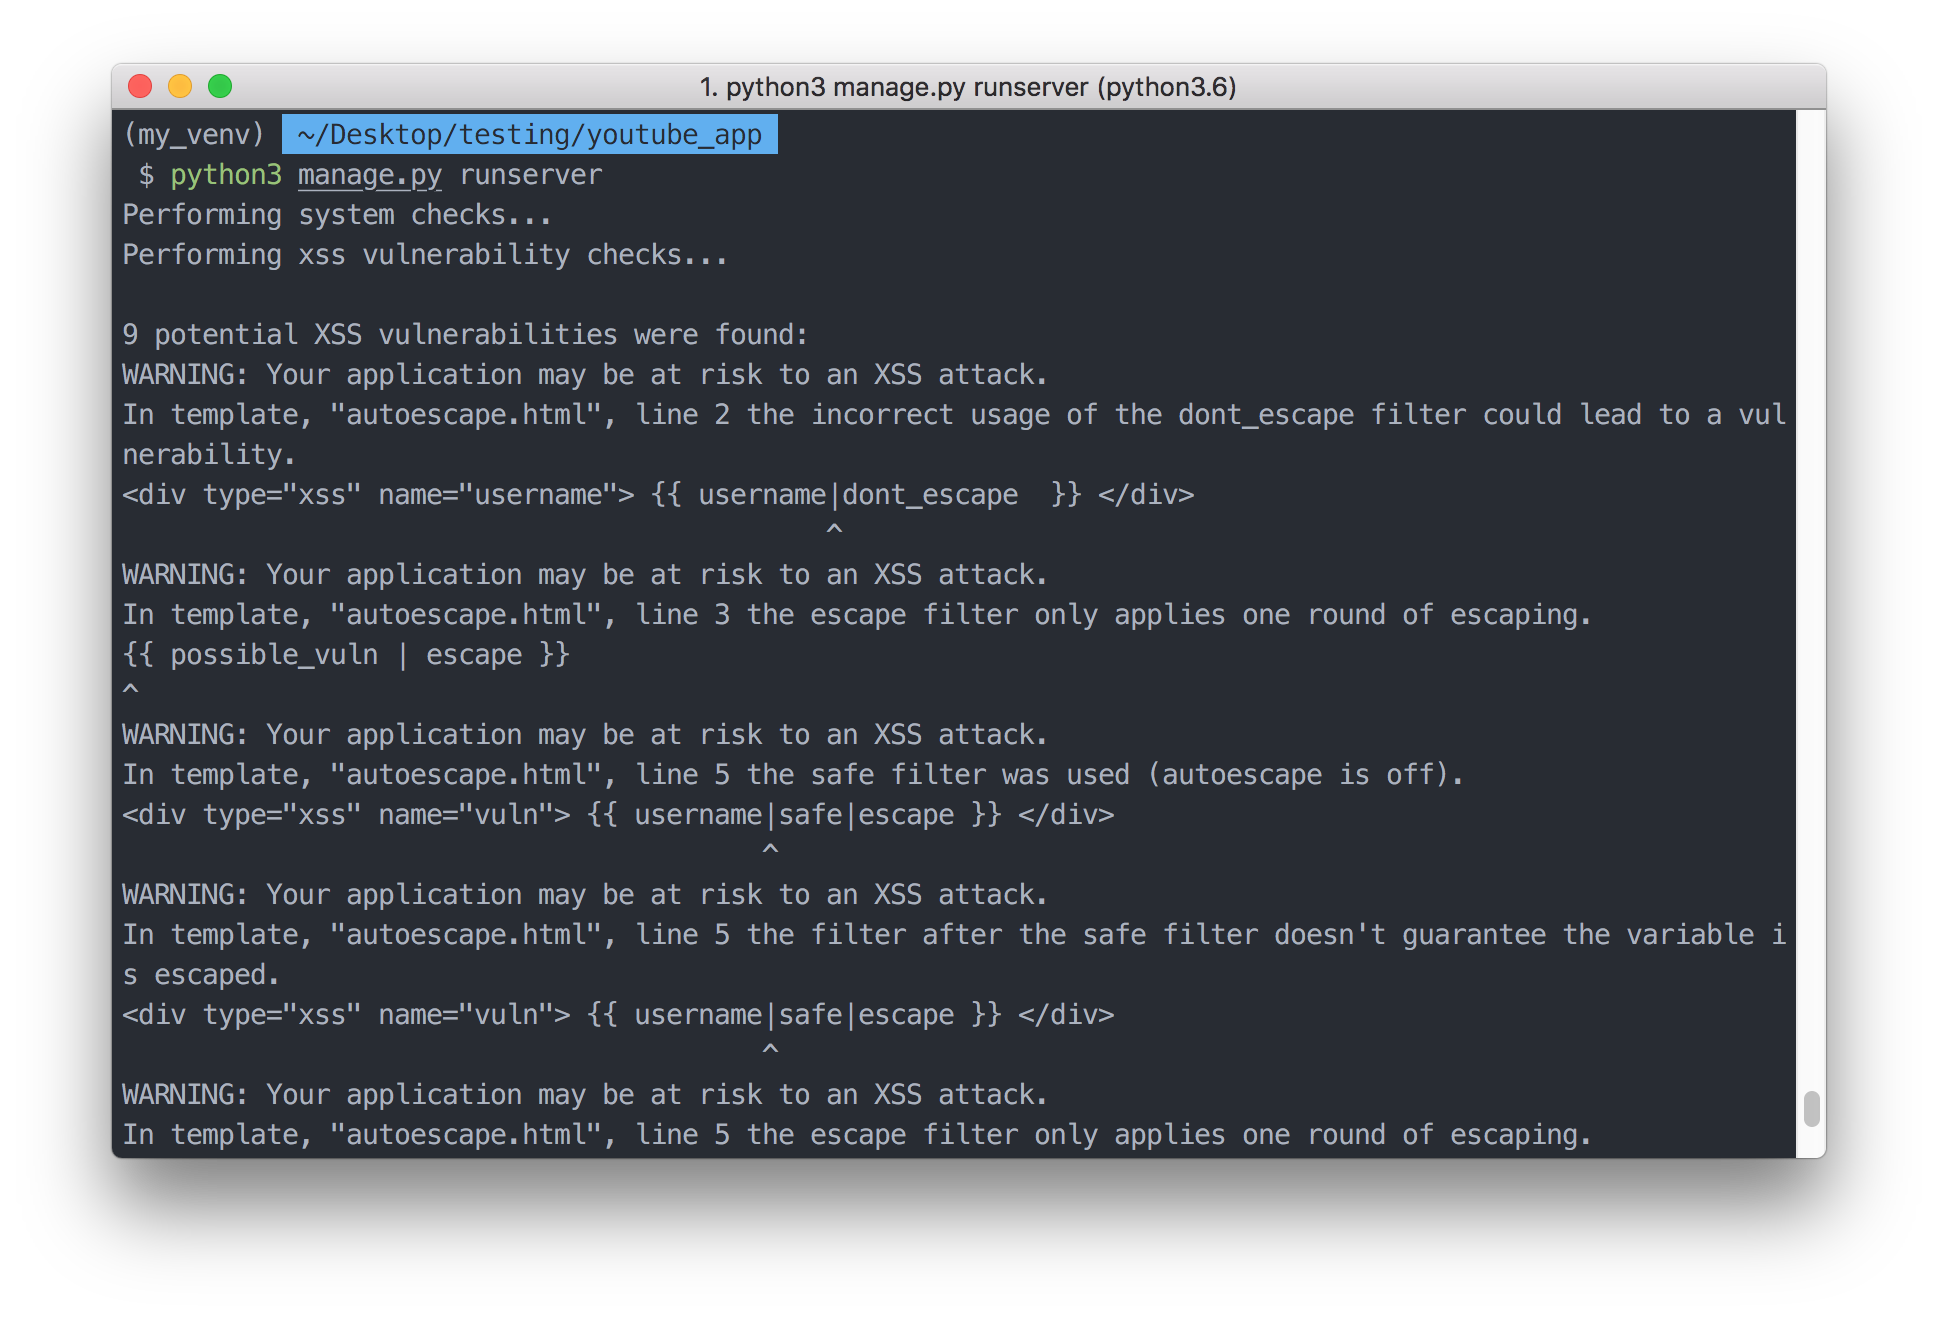 1. python3 manage.py runserver (python3.6)
(my_venv) ~/Desktop/testing/youtube_app
$ python3 manage.py runserver
Performing system checks...
Performing xss vulnerability checks...
9 potential XSS vulnerabilities were found:
WARNING: Your application may be at risk to an XSS attack.
In template, "autoescape.html", line 2 the incorrect usage of the dont_escape filter could lead to a vul
nerability.
<div type="xss" name="username"> {{ username|dont_escape  }} </div>
^
WARNING: Your application may be at risk to an XSS attack.
In template, "autoescape.html", line 3 the escape filter only applies one round of escaping.
{{ possible_vuln | escape }}
^
WARNING: Your application may be at risk to an XSS attack.
In template, "autoescape.html", line 5 the safe filter was used (autoescape is off).
<div type="xss" name="vuln"> {{ username|safe|escape }} </div>
^
WARNING: Your application may be at risk to an XSS attack.
In template, "autoescape.html", line 5 the filter after the safe filter doesn't guarantee the variable i
s escaped.
<div type="xss" name="vuln"> {{ username|safe|escape }} </div>
^
WARNING: Your application may be at risk to an XSS attack.
In template, "autoescape.html", line 5 the escape filter only applies one round of escaping.